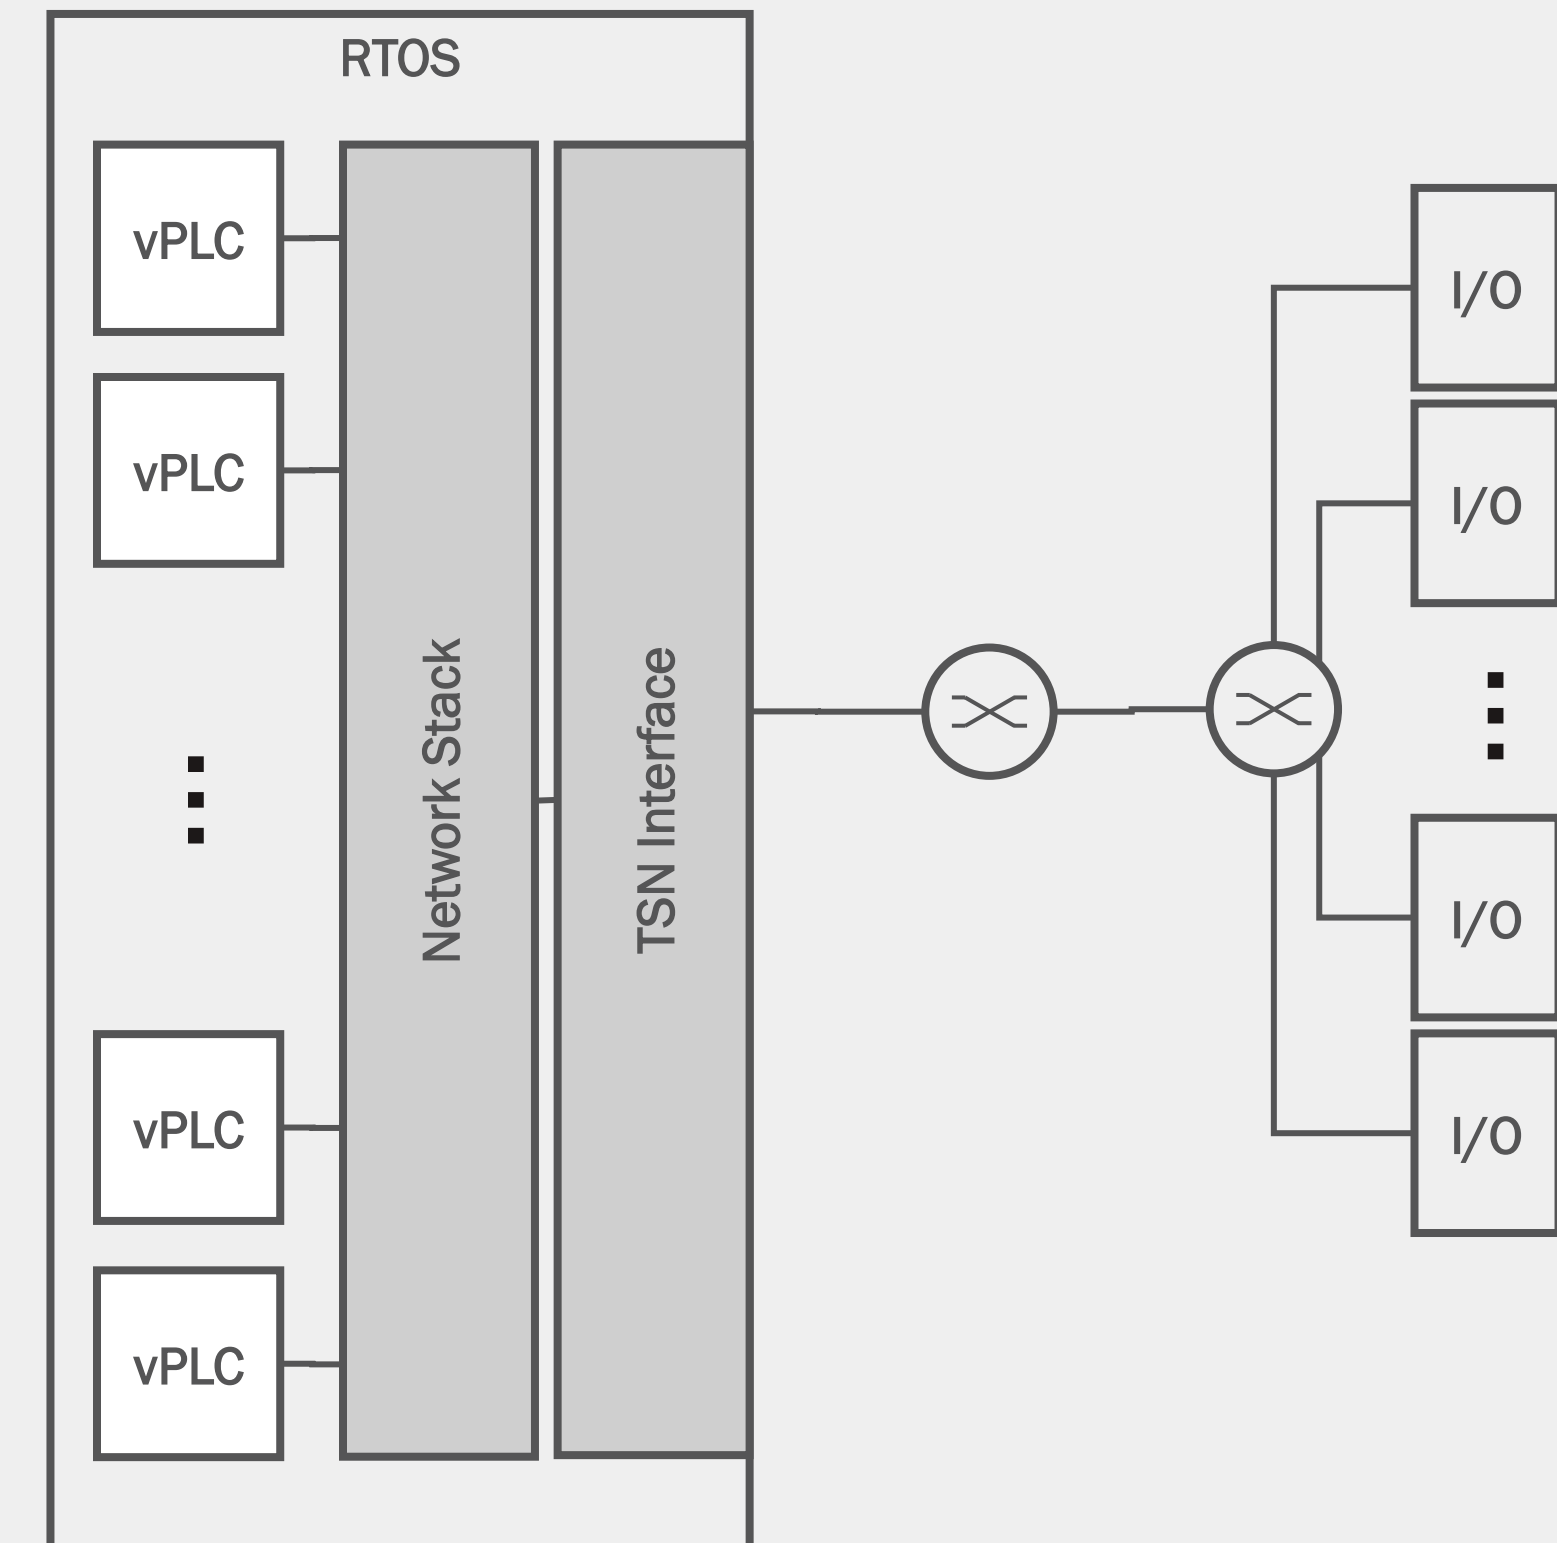 RTOS
vPLC
vPLC
vPLC
vPLC
Network Stack
TSN Interface
I/O
I/O
I/O
I/O